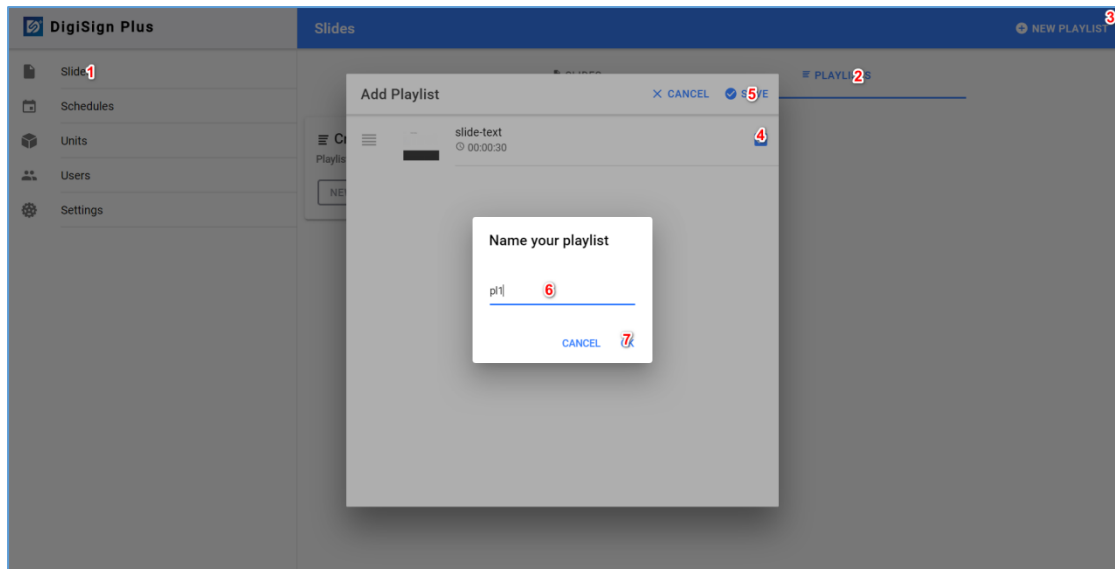 DigiSign Plus
Slides
NEW PLAYLIST 3
1
Schedules
Units
Users
Settings
SLIDES
2
Add Playlist
CANCEL
5
slide-text
00:00:30
4
Name your playlist
pl1 6
CANCEL 7